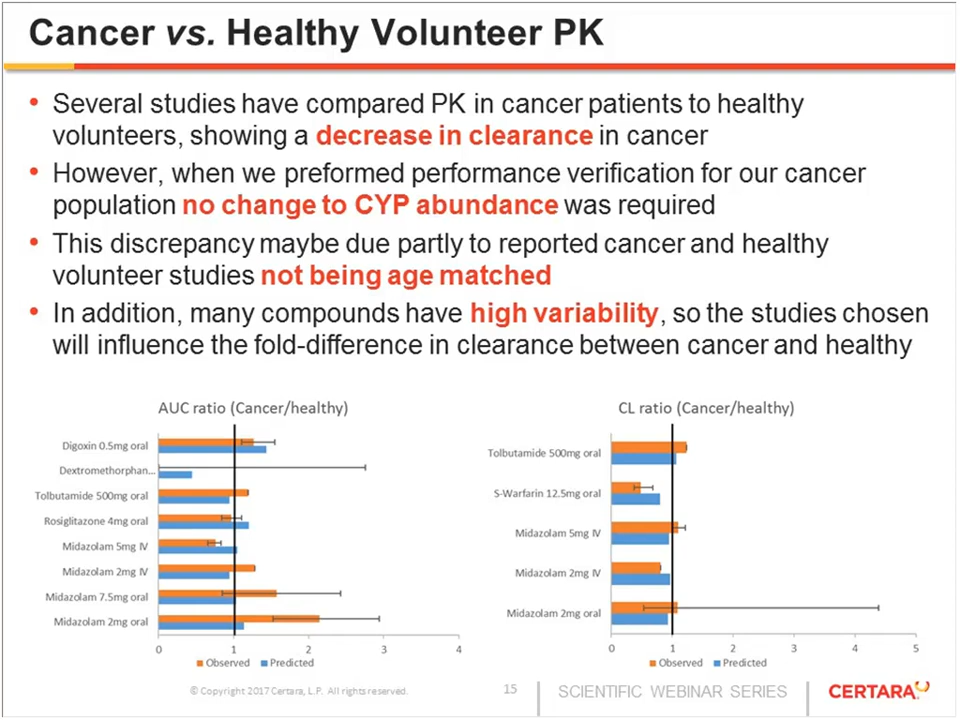 Cancer vs. Healthy Volunteer PK
• Several studies have compared PK in cancer patients to healthy
volunteers, showing a decrease in clearance in cancer
• However, when we preformed performance verification for our cancer
population no change to CYP abundance was required
• This discrepancy maybe due partly to reported cancer and healthy
volunteer studies not being age matched
• In addition, many compounds have high variability, so the studies chosen
will influence the fold-difference in clearance between cancer and healthy
AUC ratio (Cancer/healthy)
Digoxin 0.5mg oral
Dextromethorphan...
Tolbutamide 500mg oral
Rosiglitazone 4mg oral
Midazolam 5mg IV
Midazolam 2mg IV
Midazolam 7.5mg oral
Midazolam 2mg oral
0 1 2 3 4
Observed Predicted
CL ratio (Cancer/healthy)
Tolbutamide 500mg oral
S-Warfarin 12.5mg oral
Midazolam 5mg IV
Midazolam 2mg IV
Midazolam 2mg oral
0 1 2 3 4 5
Observed Predicted
© Copyright 2017 Certara, L.P. All rights reserved.
15
SCIENTIFIC WEBINAR SERIES
CERTARA